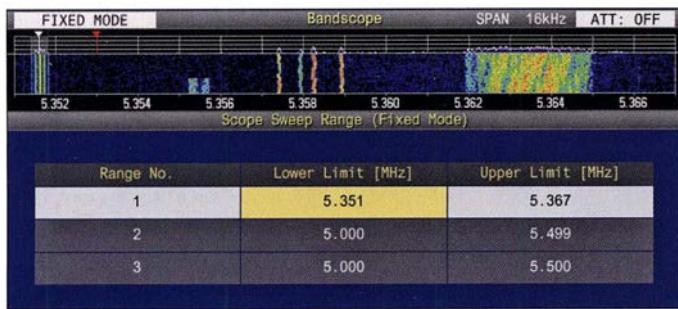 FIXED MODE Bandscope SPAN 16kHz ATT: OFF
5.352 5.354 5.356 5.358 5.360 5.362 5.364 5.366
Scope Sweep Range (Fixed Mode)
Range No. Lower Limit [MHz] Upper Limit [MHz]
1 5.351 5.367
2 5.000 5.499
3 5.000 5.500